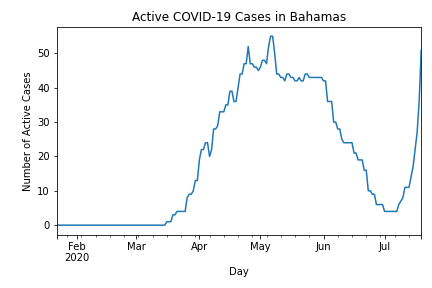 Active COVID-19 Cases in Bahamas
Number of Active Cases
50
40
30
20
10
0
Feb
2020
Mar
Apr
May
Jun
Jul
Day